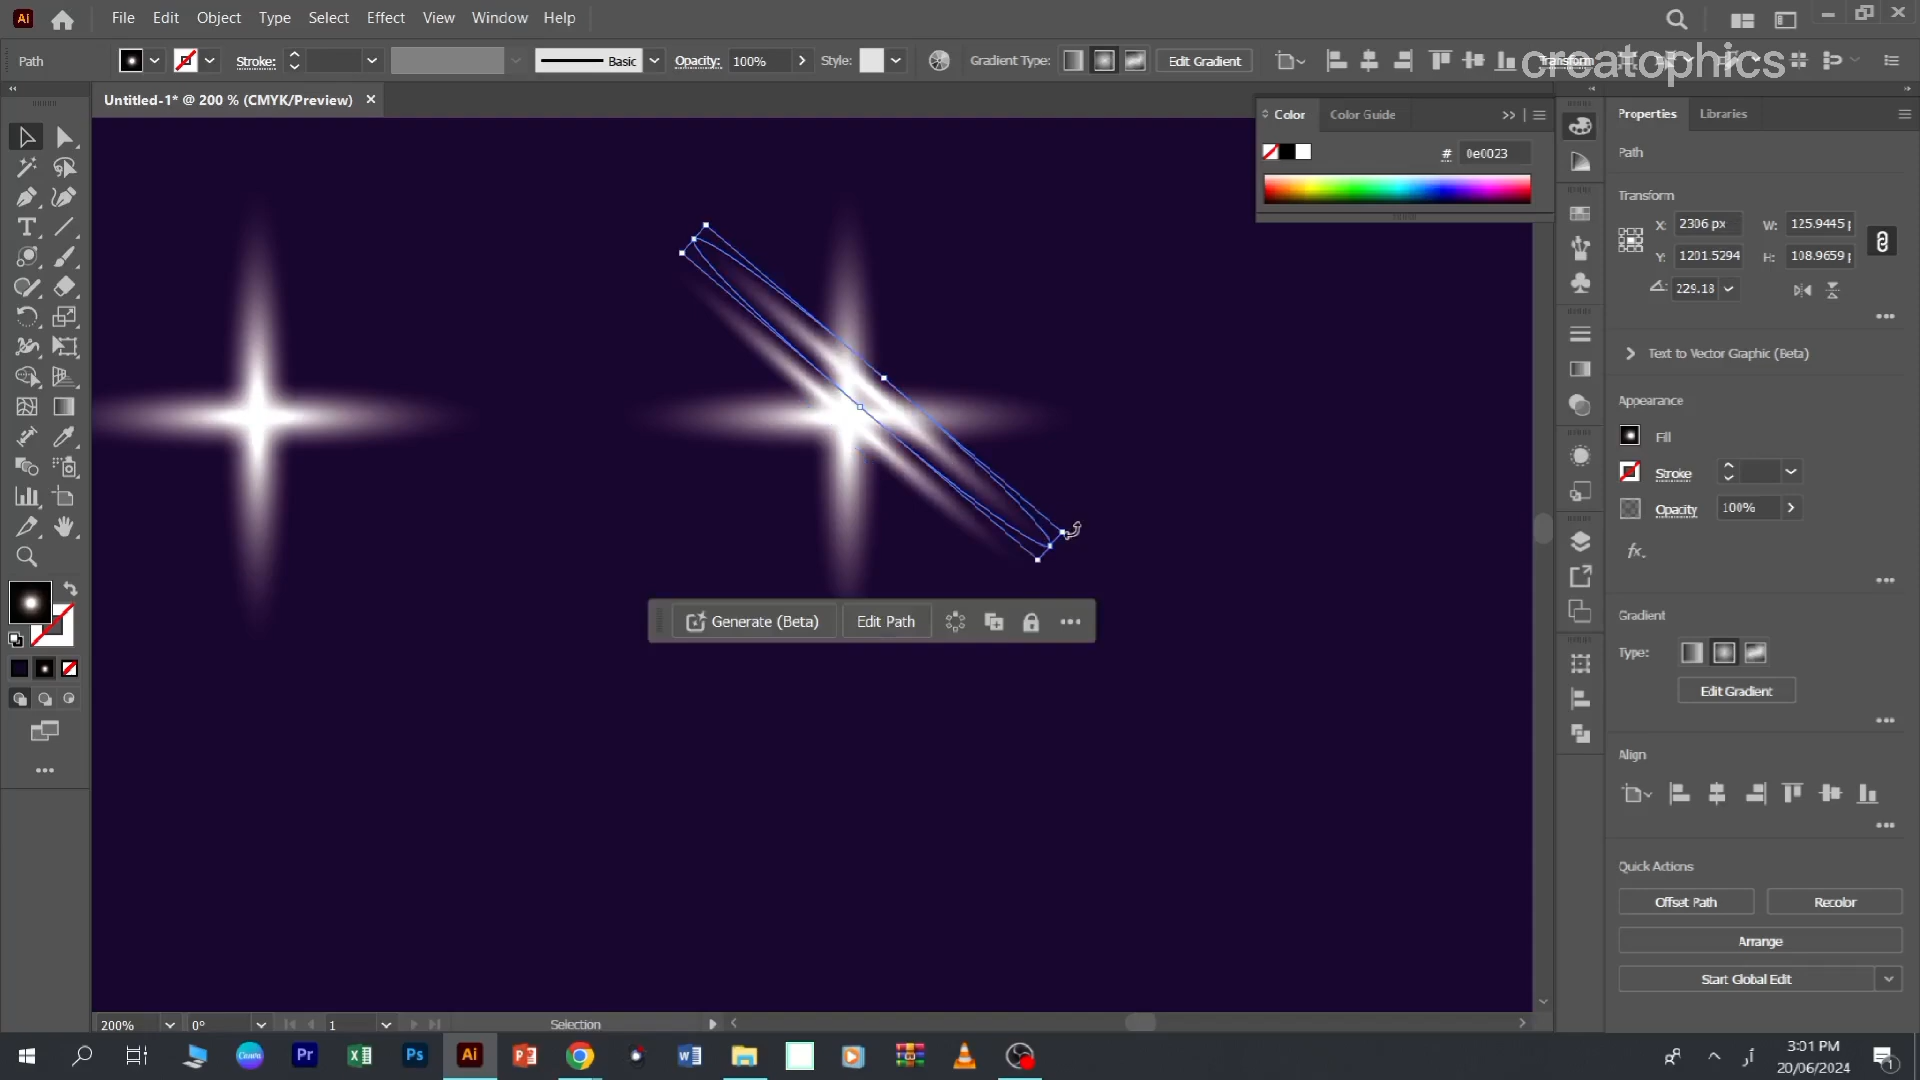 File Edit Object Type Select Effect View Window Help
Path Stroke: Basic Opacity: 100% Style: Gradient Type: Edit Gradient Transform
creatophics
Untitled-1* @ 200 % (CMYK/Preview)
Color Color Guide
# 0e0023
Properties Libraries
Path
Transform
X: 2306 px W: 125.9445
Y: 1201.5294 H: 108.9659
229.18
Text to Vector Graphic (Beta)
Appearance
Fill
Stroke
Opacity 100%
fx.
Gradient
Type:
Edit Gradient
Align
Quick Actions
Offset Path Recolor
Arrange
Start Global Edit
Generate (Beta) Edit Path
200% 0° 1 Selection
3:01 PM
20/06/2024